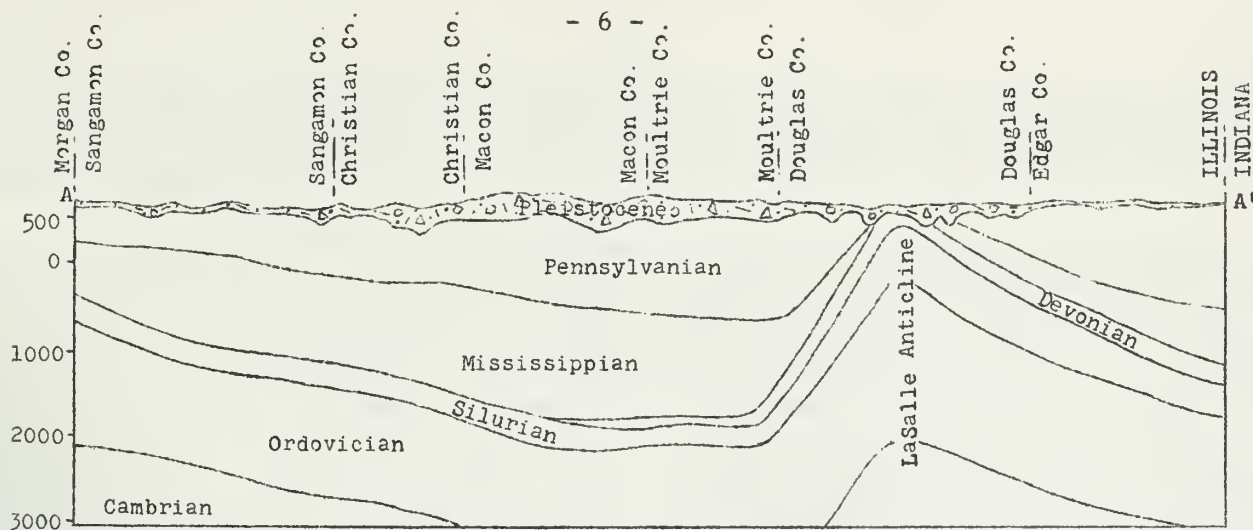 - 6 -
Morgan Co.
Sangamon Co.
Sangamon Co.
Christian Co.
Christian Co.
Macon Co.
Macon Co.
Moultrie Co.
Moultrie Co.
Douglas Co.
Douglas Co.
Edgar Co.
ILLINOIS
INDIANA
A
A'
Pleistocene
500
0
1000
2000
3000
Pennsylvanian
Mississippian
Silurian
Ordovician
Cambrian
LaSalle Anticline
Devonian